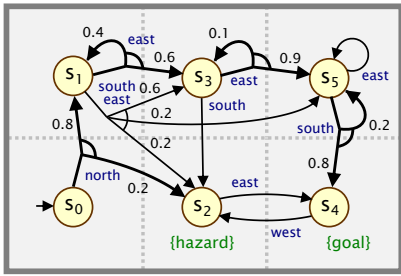 0.4
east
0.1
0.6
0.9
s₁
s₃
s₅
east
east
south
east
0.6
south
0.2
south
0.2
0.8
0.2
0.8
north
0.2
east
s₀
s₂
s₄
west
{hazard}
{goal}